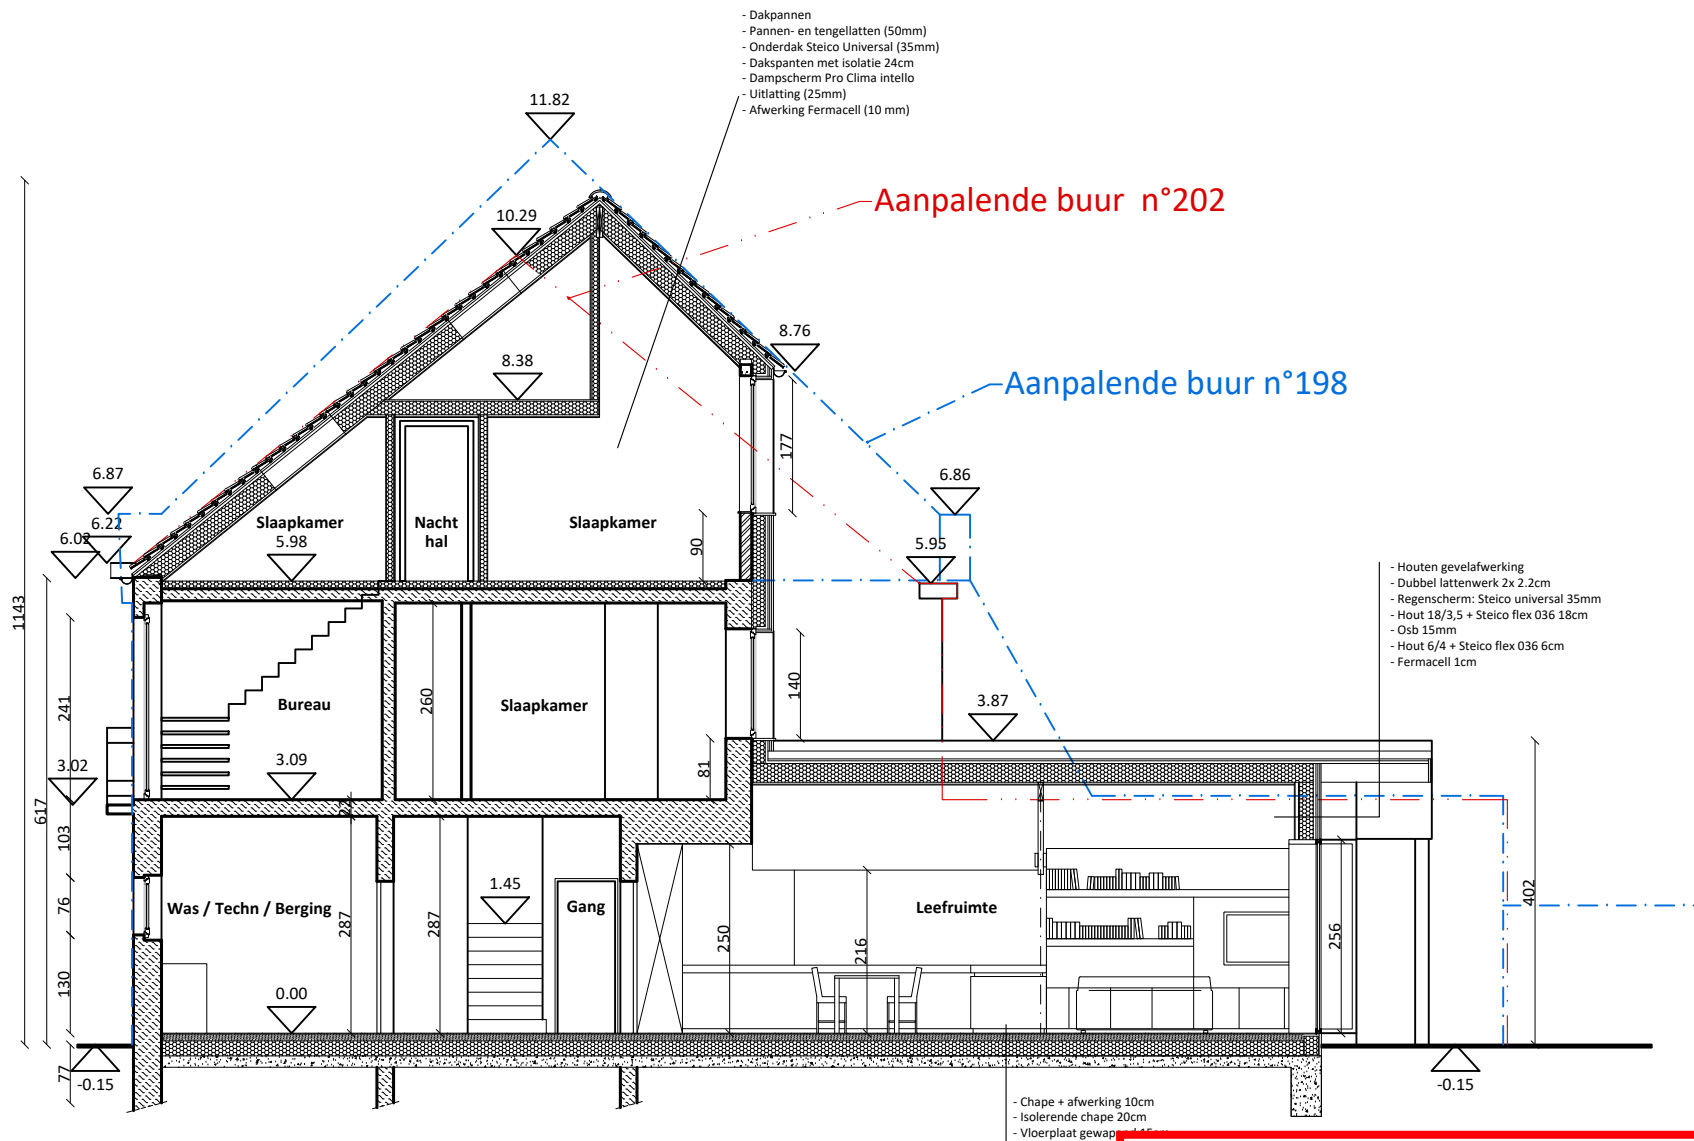 - Dakpannen
- Pannen- en tengellatten (50mm)
- Onderdak Steico Universal (35mm)
- Dakspanten met isolatie 24cm
- Dampscherm Pro Clima intello
- Uitlatting (25mm)
- Afwerking Fermacell (10 mm)
11.82
Aanpalende buur n°202
10.29
8.76
Aanpalende buur n°198
8.38
177
6.87
6.86
6.22
6.02
Slaapkamer
Nacht
hal
Slaapkamer
5.98
90
5.95
- Houten gevelafwerking
- Dubbel lattenwerk 2x 2.2cm
- Regenscherm: Steico universal 35mm
- Hout 18/3,5 + Steico flex 036 18cm
- Osb 15mm
- Hout 6/4 + Steico flex 036 6cm
- Fermacell 1cm
1143
241
Bureau
260
Slaapkamer
140
3.87
3.02
3.09
81
617
22
103
76
Was / Techn / Berging
287
287
1.45
Gang
250
216
Leefruimte
256
402
130
0.00
77
-0.15
-0.15
- Chape + afwerking 10cm
- Isolerende chape 20cm
- Vloerplaat gewapend 15cm